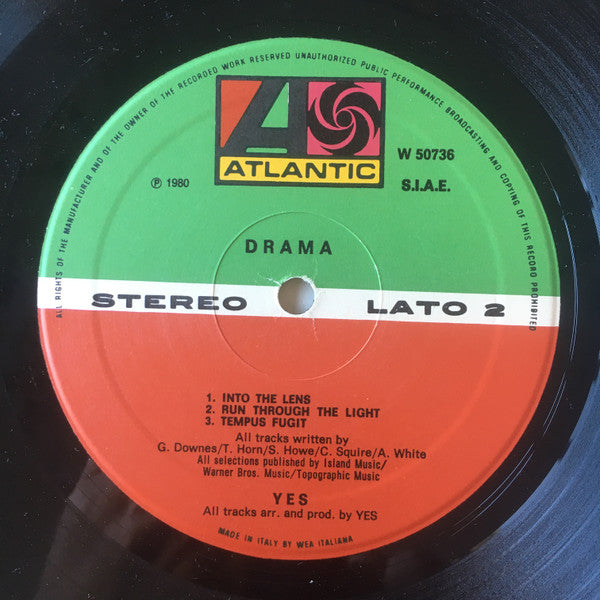 ALL RIGHTS OF THE MANUFACTURER AND OF THE OWNER OF THE RECORDED WORK RESERVED UNAUTHORIZED PUBLIC PERFORMANCE BROADCASTING AND COPYING OF THIS RECORD PROHIBITED
ATLANTIC
W 50736
℗ 1980
S.I.A.E.
DRAMA
STEREO LATO 2
1. INTO THE LENS
2. RUN THROUGH THE LIGHT
3. TEMPUS FUGIT
All tracks written by
G. Downes/T. Horn/S. Howe/C. Squire/A. White
All selections published by Island Music/
Warner Bros. Music/Topographic Music
YES
All tracks arr. and prod. by YES
MADE IN ITALY BY WEA ITALIANA